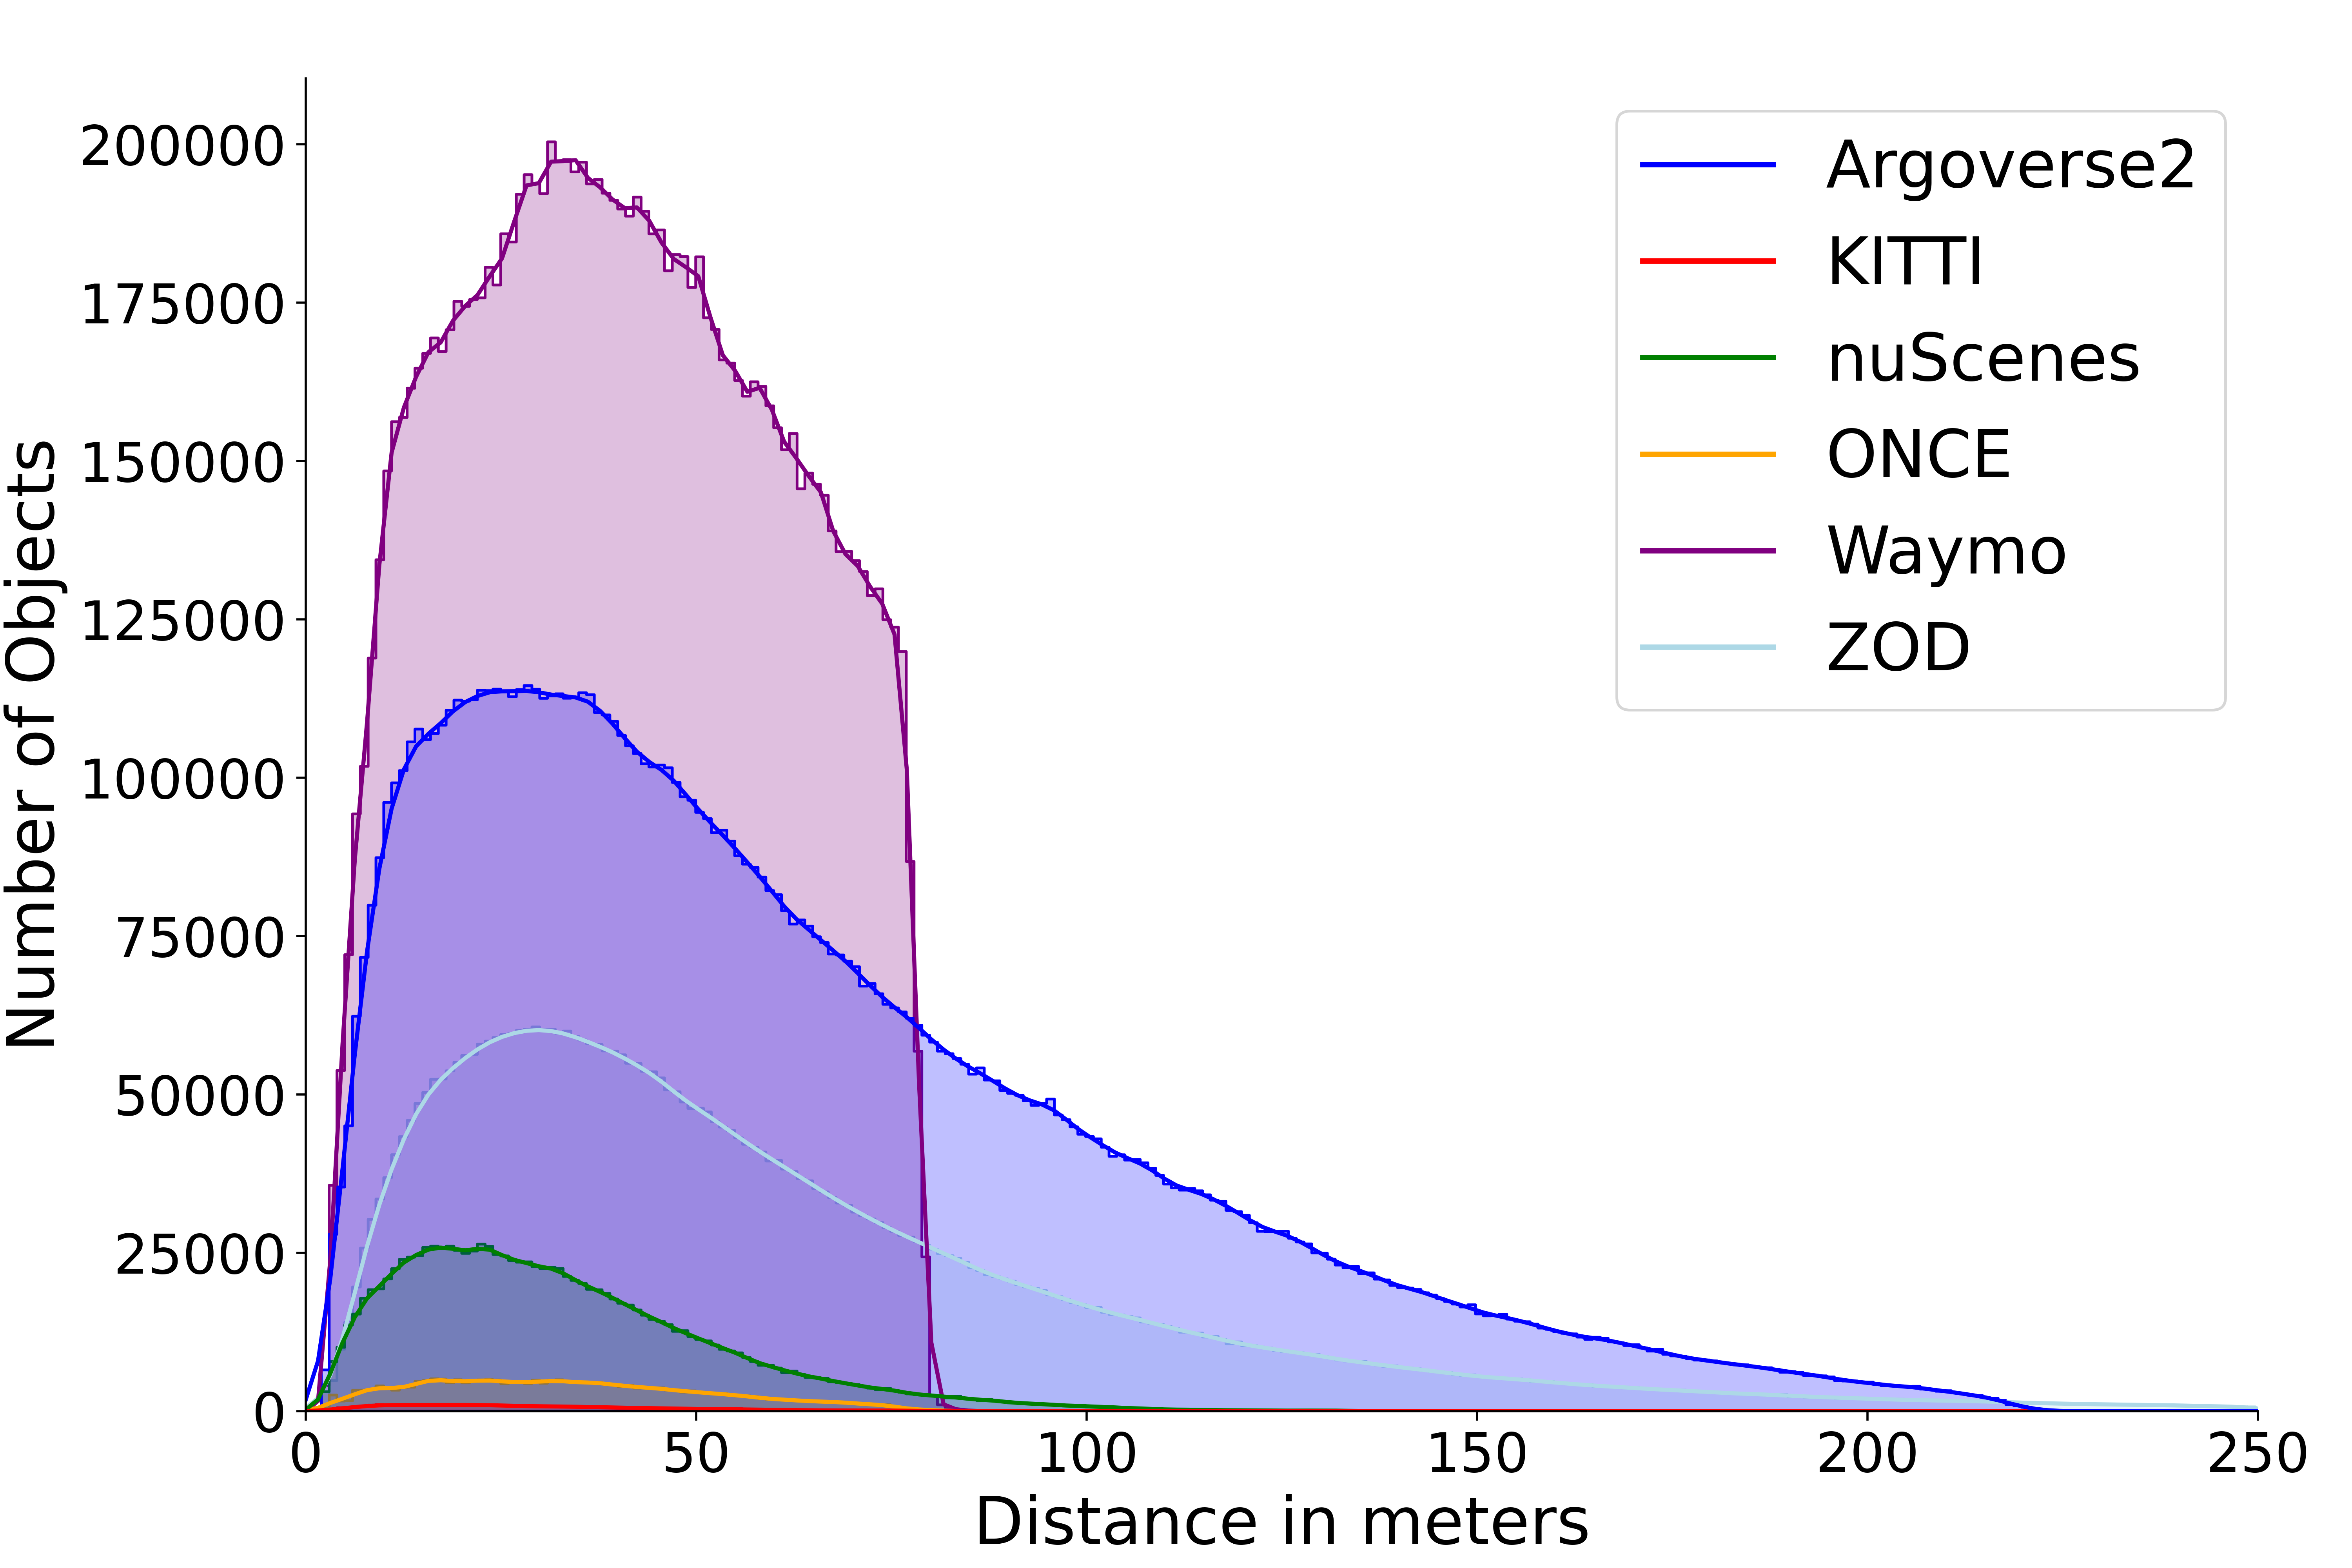 Number of Objects
200000
175000
150000
125000
100000
75000
50000
25000
0
0 50 100 150 200 250
Distance in meters
Argoverse2
KITTI
nuScenes
ONCE
Waymo
ZOD